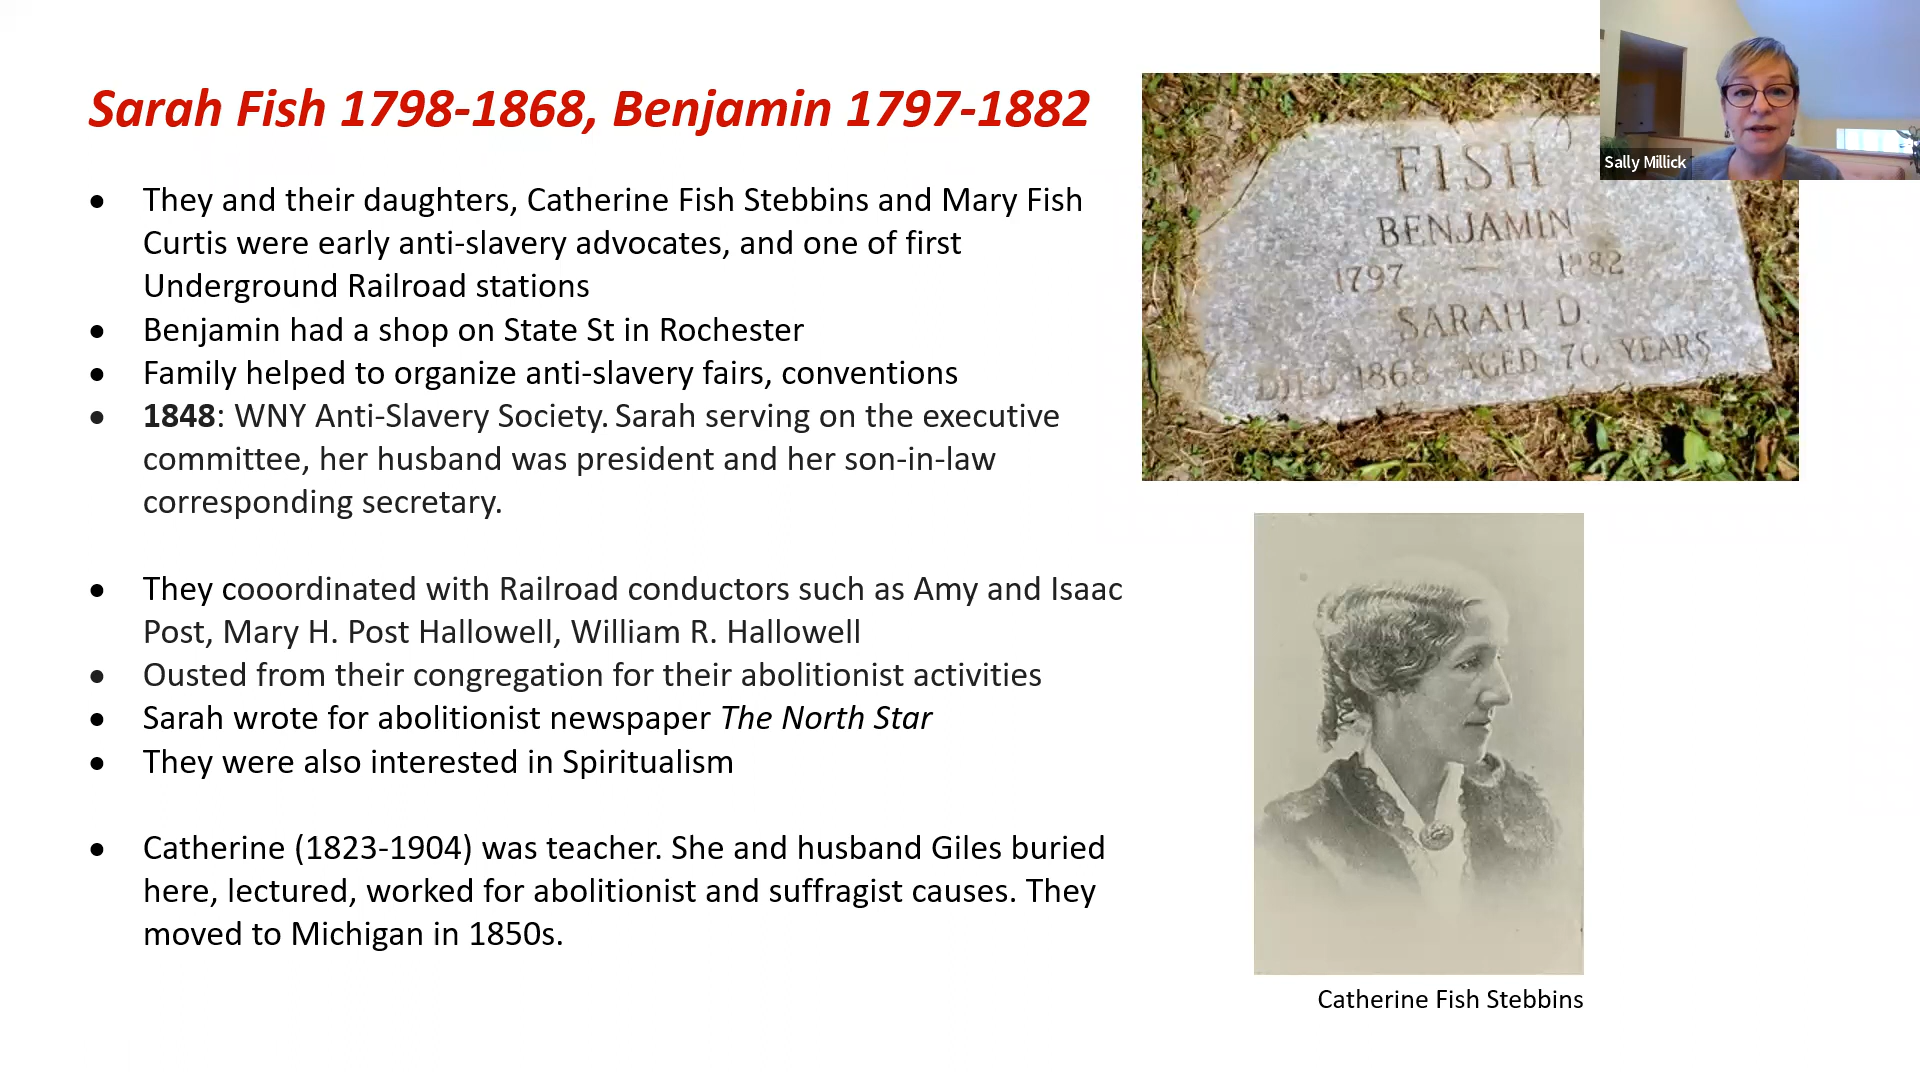 Sarah Fish 1798-1868, Benjamin 1797-1882
• They and their daughters, Catherine Fish Stebbins and Mary Fish
Curtis were early anti-slavery advocates, and one of first
Underground Railroad stations
• Benjamin had a shop on State St in Rochester
• Family helped to organize anti-slavery fairs, conventions
• 1848: WNY Anti-Slavery Society. Sarah serving on the executive
committee, her husband was president and her son-in-law
corresponding secretary.
• They cooordinated with Railroad conductors such as Amy and Isaac
Post, Mary H. Post Hallowell, William R. Hallowell
• Ousted from their congregation for their abolitionist activities
• Sarah wrote for abolitionist newspaper The North Star
• They were also interested in Spiritualism
• Catherine (1823-1904) was teacher. She and husband Giles buried
here, lectured, worked for abolitionist and suffragist causes. They
moved to Michigan in 1850s.
FISH
BENJAMIN
1797 — 1882
SARAH D.
DIED 1868 AGED 70 YEARS
Sally Millick
Catherine Fish Stebbins